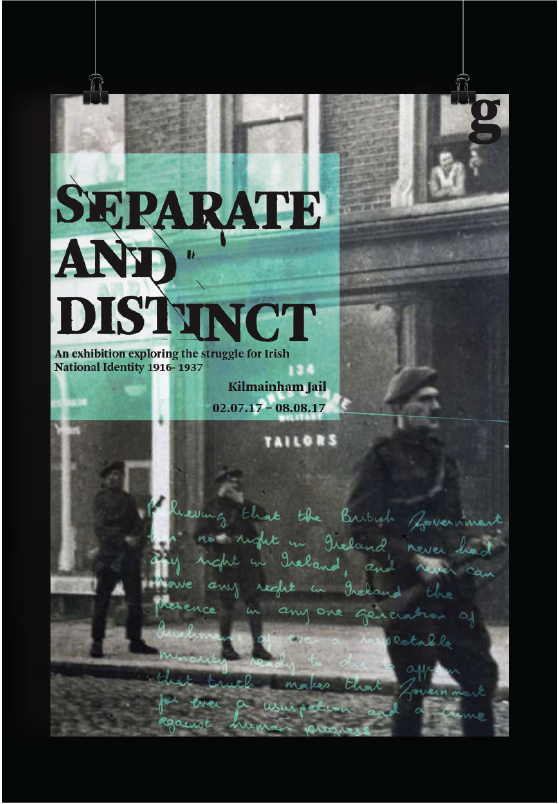 g
SEPARATE
AND
DISTINCT
An exhibition exploring the struggle for Irish
National Identity 1916- 1937
Kilmainham Jail
02.07.17 – 08.08.17
134
MILITARY
TAILORS
that the British Government
no right in Ireland, never had
any right in Ireland, and never can
have any right in Ireland the
presence in any one generation of
of even a respectable
minority ready to die to affirm
that truth makes that Government
for ever a usurpation and a crime
against human progress